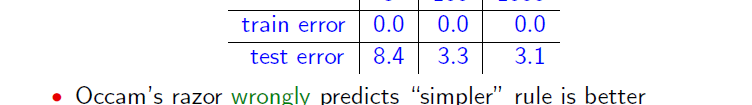 train error 0.0 0.0 0.0
test error 8.4 3.3 3.1
• Occam's razor wrongly predicts “simpler” rule is better